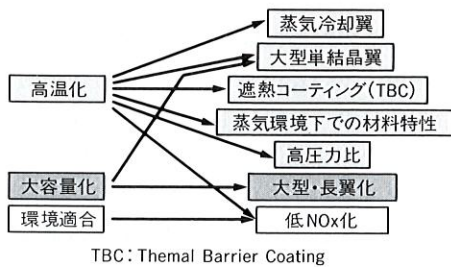 蒸気冷却翼
大型単結晶翼
高温化
遮熱コーティング(TBC)
蒸気環境下での材料特性
高圧力比
大容量化
大型・長翼化
環境適合
低NOx化
TBC:Themal Barrier Coating